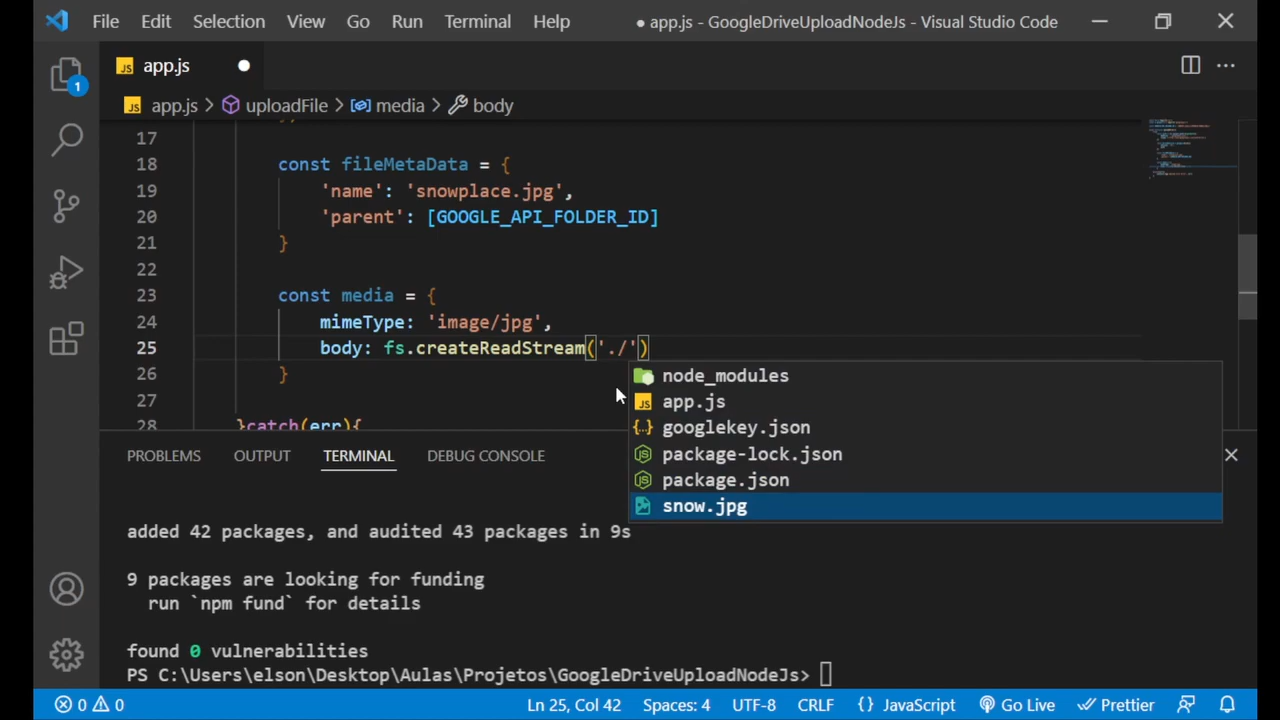 File Edit Selection View Go Run Terminal Help ● app.js - GoogleDriveUploadNodeJs - Visual Studio Code
JS app.js
JS app.js > uploadFile > media > body
1
17
18 const fileMetaData = {
19 'name': 'snowplace.jpg',
20 'parent': [GOOGLE_API_FOLDER_ID]
21 }
22
23 const media = {
24 mimeType: 'image/jpg',
25 body: fs.createReadStream('./')
26 }
27
28 }catch(err){
node_modules
JS app.js
{..} googlekey.json
package-lock.json
package.json
snow.jpg
PROBLEMS OUTPUT TERMINAL DEBUG CONSOLE
added 42 packages, and audited 43 packages in 9s
9 packages are looking for funding
run `npm fund` for details
found 0 vulnerabilities
PS C:\Users\elson\Desktop\Aulas\Projetos\GoogleDriveUploadNodeJs>
0 0 Ln 25, Col 42 Spaces: 4 UTF-8 CRLF {} JavaScript Go Live Prettier